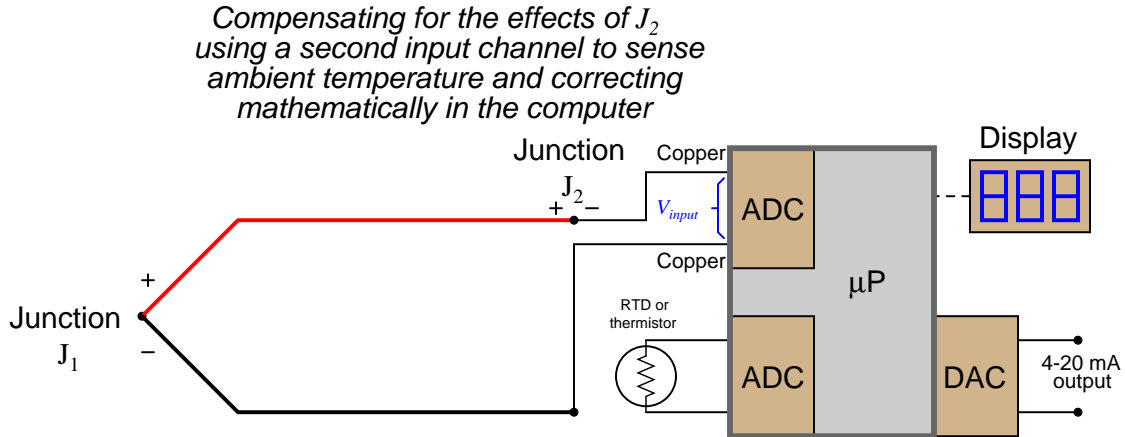 Compensating for the effects of J2
using a second input channel to sense
ambient temperature and correcting
mathematically in the computer
Display
Junction
J2
+ −
Copper
Vinput
ADC
Copper
μP
+
Junction
J1
−
RTD or
thermistor
ADC
DAC
4-20 mA
output